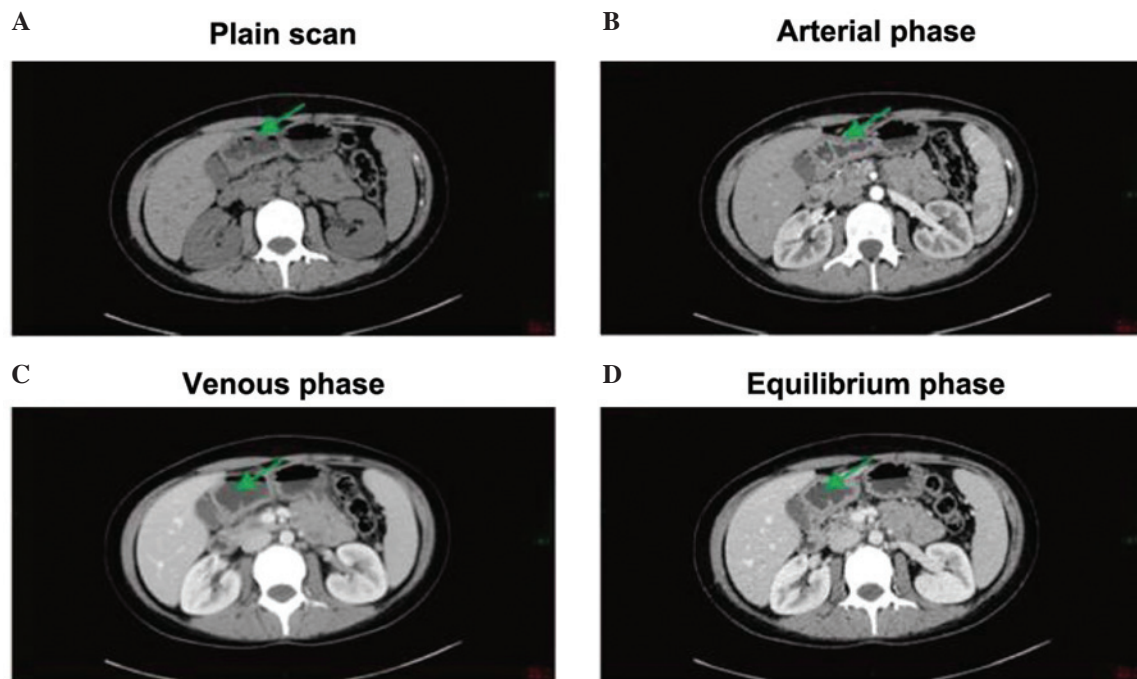 A
Plain scan
B
Arterial phase
C
Venous phase
D
Equilibrium phase